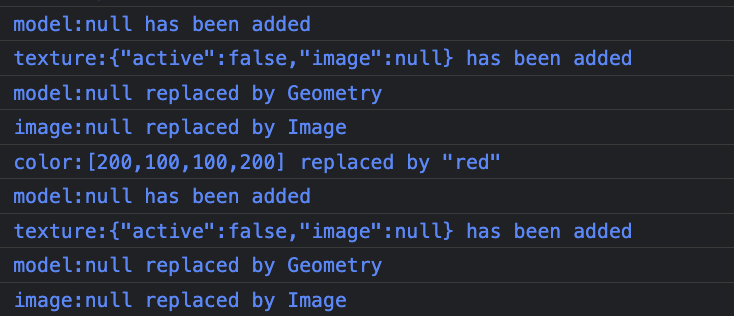 model:null has been added
texture:{"active":false,"image":null} has been added
model:null replaced by Geometry
image:null replaced by Image
color:[200,100,100,200] replaced by "red"
model:null has been added
texture:{"active":false,"image":null} has been added
model:null replaced by Geometry
image:null replaced by Image